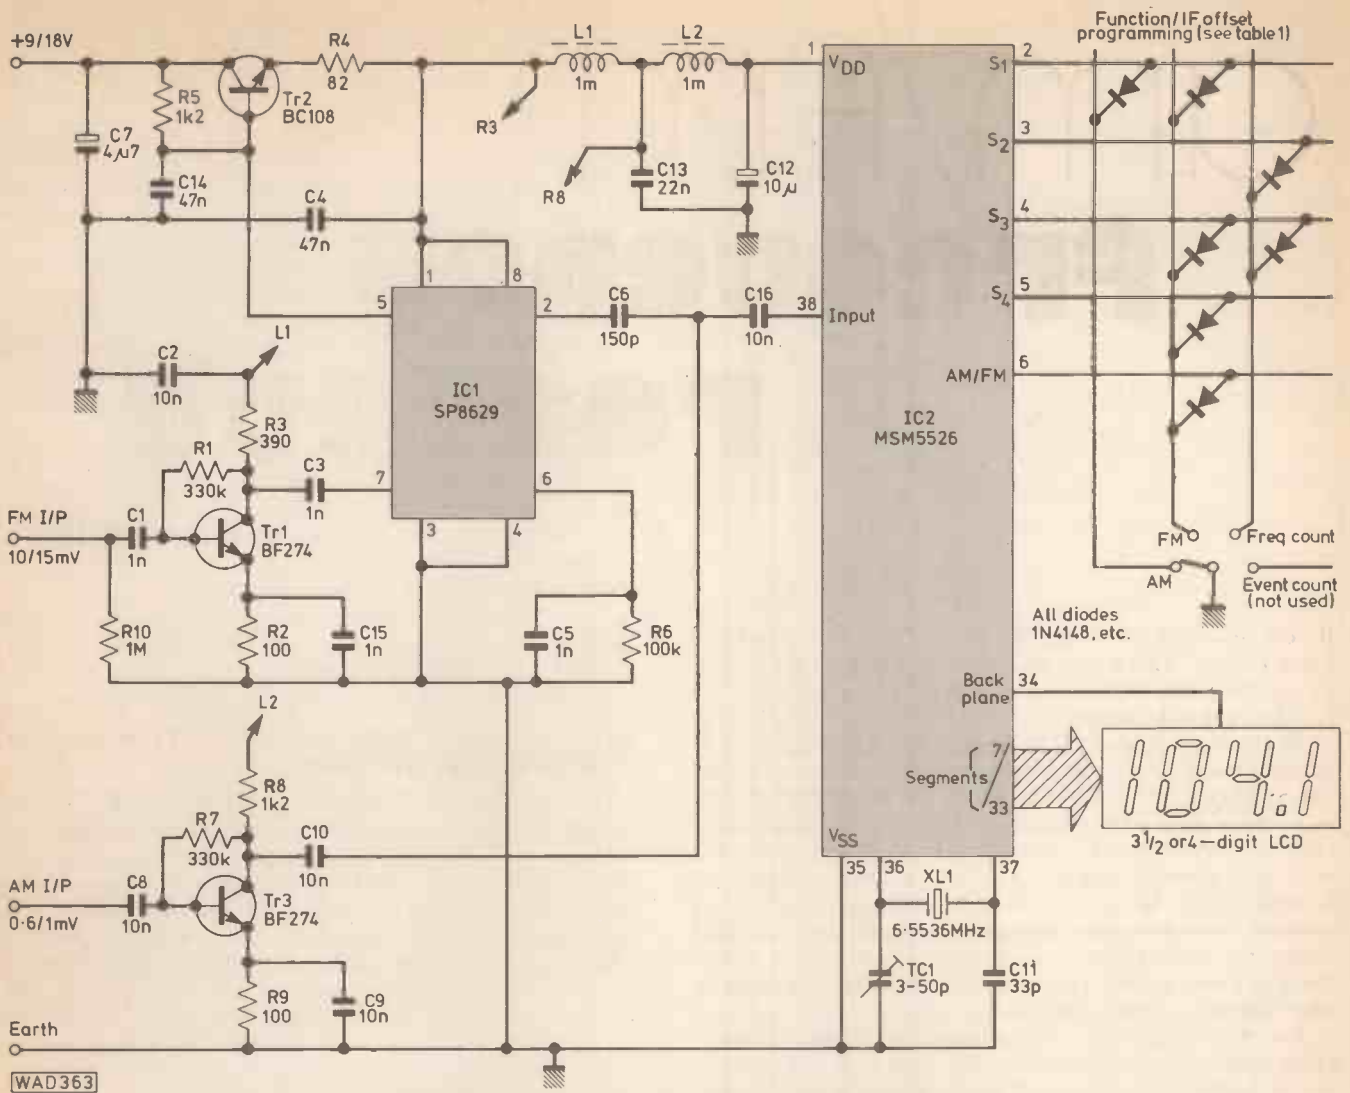 Function/IF offset
programming (see table 1)
+9/18V
R4
82
L1
1m
L2
1m
1
VDD
S1
2
R5
1k2
Tr2
BC108
C7
4µ7
R3
R8
C13
22n
C12
10µ
S2
3
C14
47n
C4
47n
S3
4
1
8
5
2
C6
150p
C16
10n
38
Input
S4
5
L1
C2
10n
IC1
SP8629
AM/FM
6
IC2
MSM5526
R3
390
R1
330k
C3
1n
7
6
FM I/P
10/15mV
C1
1n
Tr1
BF274
3
4
FM
Freq count
AM
Event count
(not used)
R10
1M
R2
100
C15
1n
C5
1n
R6
100k
All diodes
1N4148, etc.
L2
Back
plane
34
R8
1k2
Segments
7
33
104.1
3½ or 4-digit LCD
R7
330k
C10
10n
VSS
35
36
37
AM I/P
0·6/1mV
C8
10n
Tr3
BF274
XL1
6·5536MHz
R9
100
C9
10n
TC1
3-50p
C11
33p
Earth
WAD363